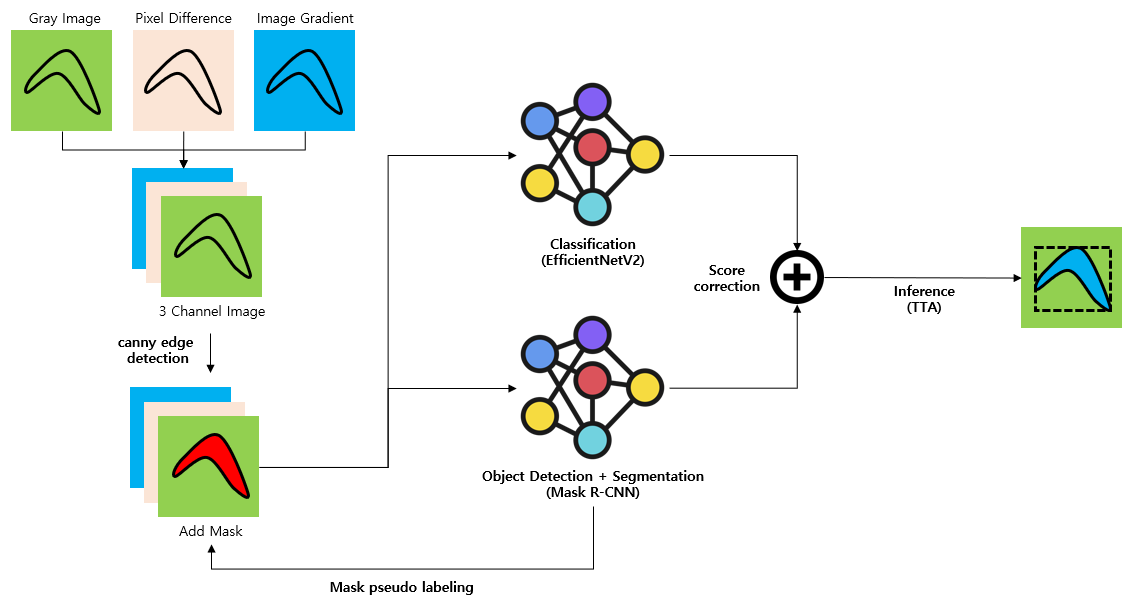 Gray Image
Pixel Difference
Image Gradient
3 Channel Image
canny edge
detection
Add Mask
Classification
(EfficientNetV2)
Object Detection + Segmentation
(Mask R-CNN)
Mask pseudo labeling
Score
correction
Inference
(TTA)